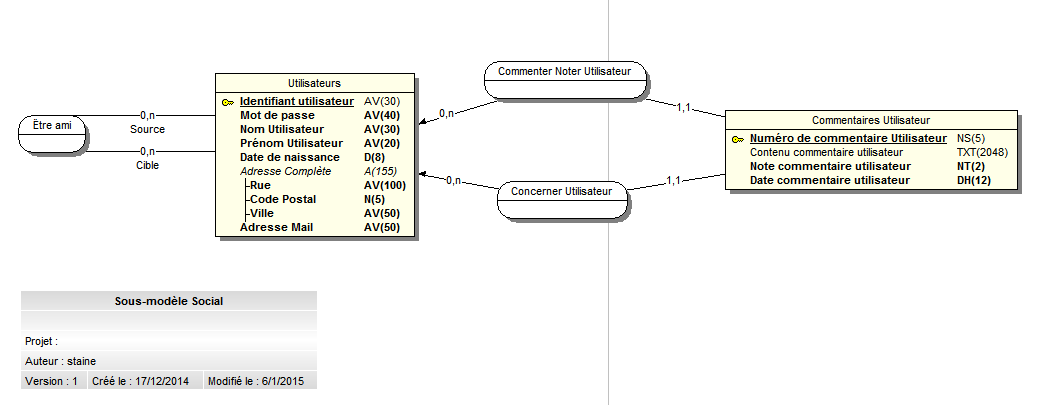 Être ami
0,n
Source
0,n
Cible
Utilisateurs
Identifiant utilisateur AV(30)
Mot de passe AV(40)
Nom Utilisateur AV(30)
Prénom Utilisateur AV(20)
Date de naissance D(8)
Adresse Complète A(155)
Rue AV(100)
Code Postal N(5)
Ville AV(50)
Adresse Mail AV(50)
Commenter Noter Utilisateur
0,n
1,1
Concerner Utilisateur
0,n
1,1
Commentaires Utilisateur
Numéro de commentaire Utilisateur NS(5)
Contenu commentaire utilisateur TXT(2048)
Note commentaire utilisateur NT(2)
Date commentaire utilisateur DH(12)
Sous-modèle Social
Projet :
Auteur : staine
Version : 1 Créé le : 17/12/2014 Modifié le : 6/1/2015